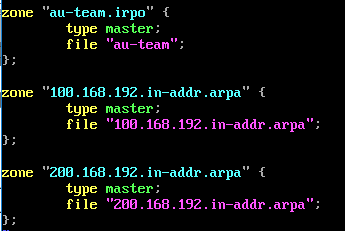 zone "au-team.irpo" {
type master;
file "au-team";
};
zone "100.168.192.in-addr.arpa" {
type master;
file "100.168.192.in-addr.arpa";
};
zone "200.168.192.in-addr.arpa" {
type master;
file "200.168.192.in-addr.arpa";
};